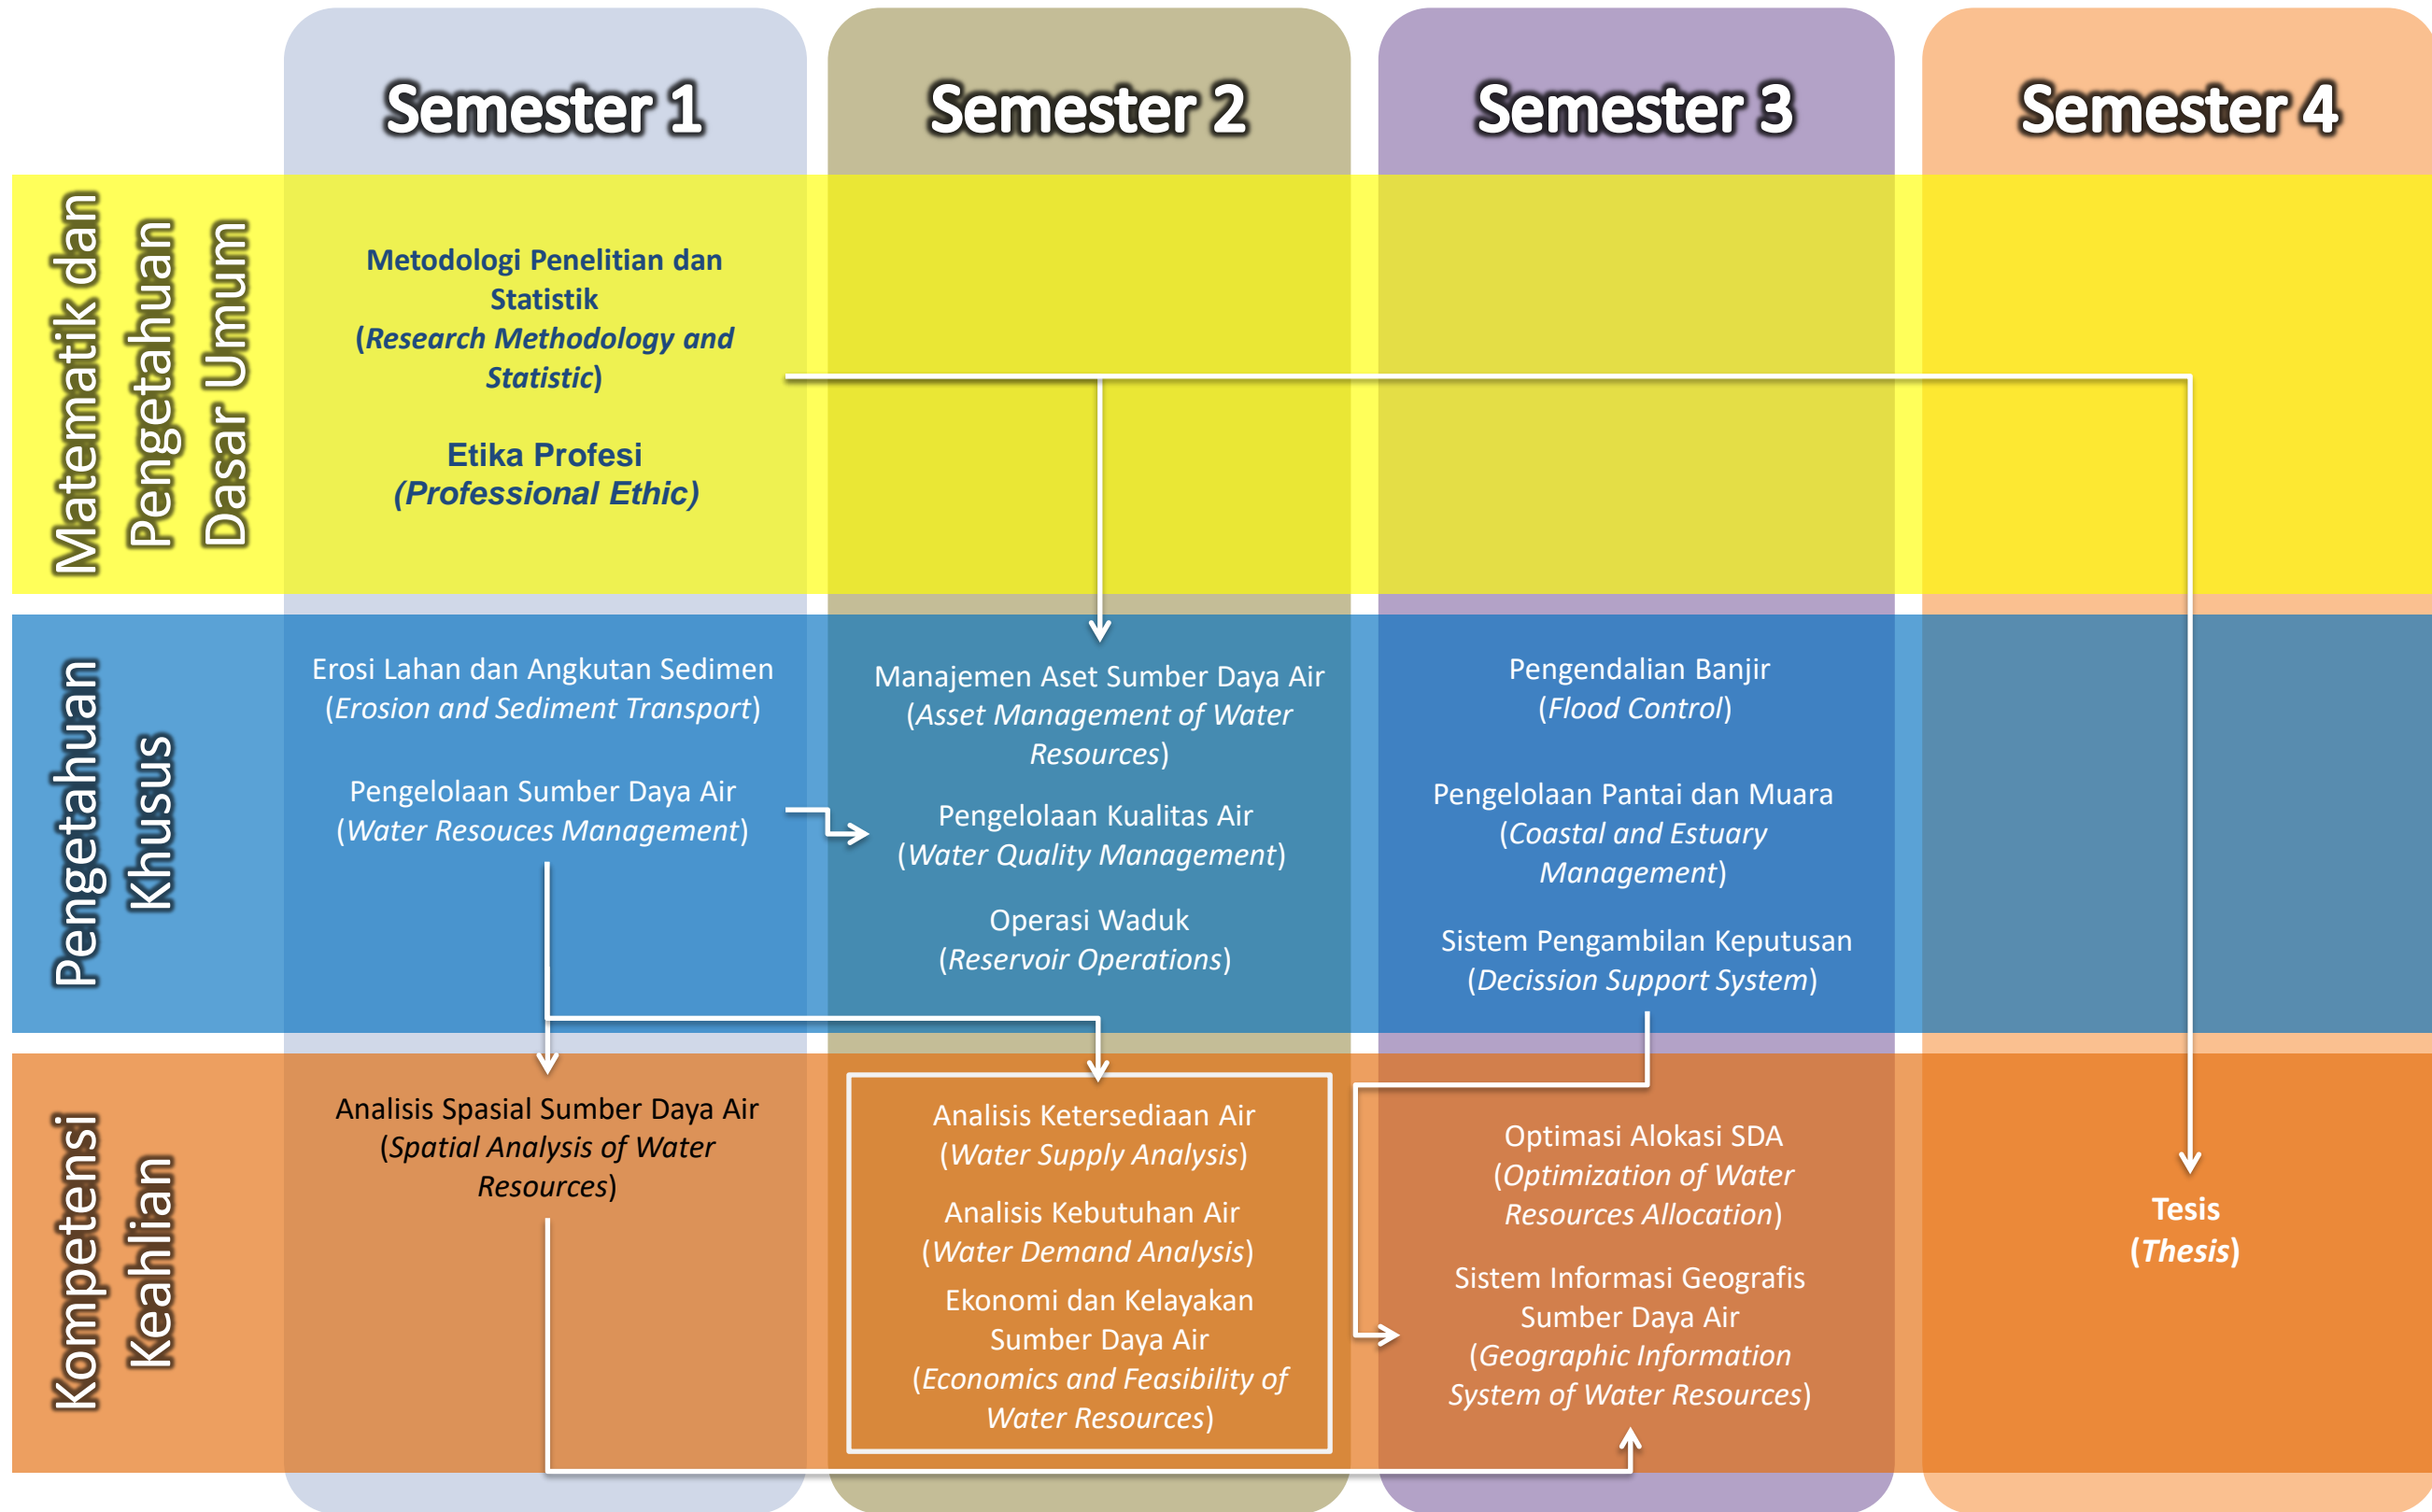 Semester 1
Semester 2
Semester 3
Semester 4
Matematik dan
Pengetahuan
Dasar Umum
Metodologi Penelitian dan
Statistik
(Research Methodology and
Statistic)
Etika Profesi
(Professional Ethic)
Pengetahuan
Khusus
Erosi Lahan dan Angkutan Sedimen
(Erosion and Sediment Transport)
Pengelolaan Sumber Daya Air
(Water Resouces Management)
Manajemen Aset Sumber Daya Air
(Asset Management of Water
Resources)
Pengelolaan Kualitas Air
(Water Quality Management)
Operasi Waduk
(Reservoir Operations)
Pengendalian Banjir
(Flood Control)
Pengelolaan Pantai dan Muara
(Coastal and Estuary
Management)
Sistem Pengambilan Keputusan
(Decission Support System)
Kompetensi
Keahlian
Analisis Spasial Sumber Daya Air
(Spatial Analysis of Water
Resources)
Analisis Ketersediaan Air
(Water Supply Analysis)
Analisis Kebutuhan Air
(Water Demand Analysis)
Ekonomi dan Kelayakan
Sumber Daya Air
(Economics and Feasibility of
Water Resources)
Optimasi Alokasi SDA
(Optimization of Water
Resources Allocation)
Sistem Informasi Geografis
Sumber Daya Air
(Geographic Information
System of Water Resources)
Tesis
(Thesis)